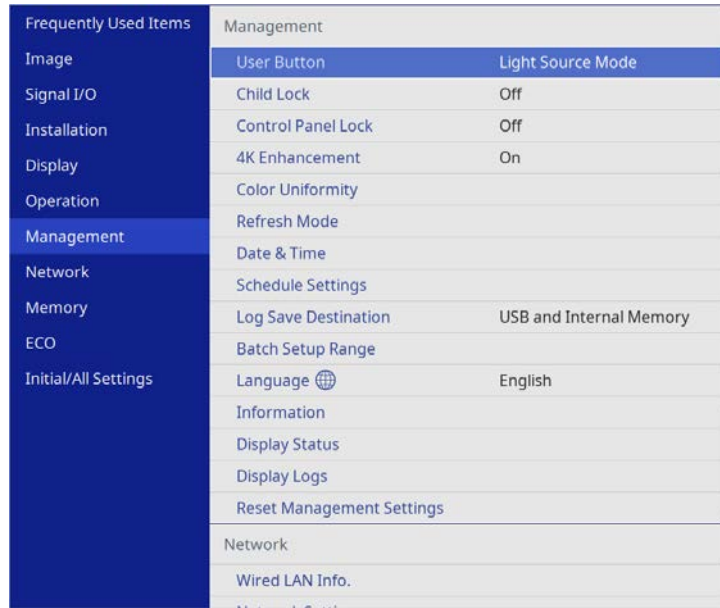 Frequently Used Items
Image
Signal I/O
Installation
Display
Operation
Management
Network
Memory
ECO
Initial/All Settings
Management
User Button Light Source Mode
Child Lock Off
Control Panel Lock Off
4K Enhancement On
Color Uniformity
Refresh Mode
Date & Time
Schedule Settings
Log Save Destination USB and Internal Memory
Batch Setup Range
Language English
Information
Display Status
Display Logs
Reset Management Settings
Network
Wired LAN Info.